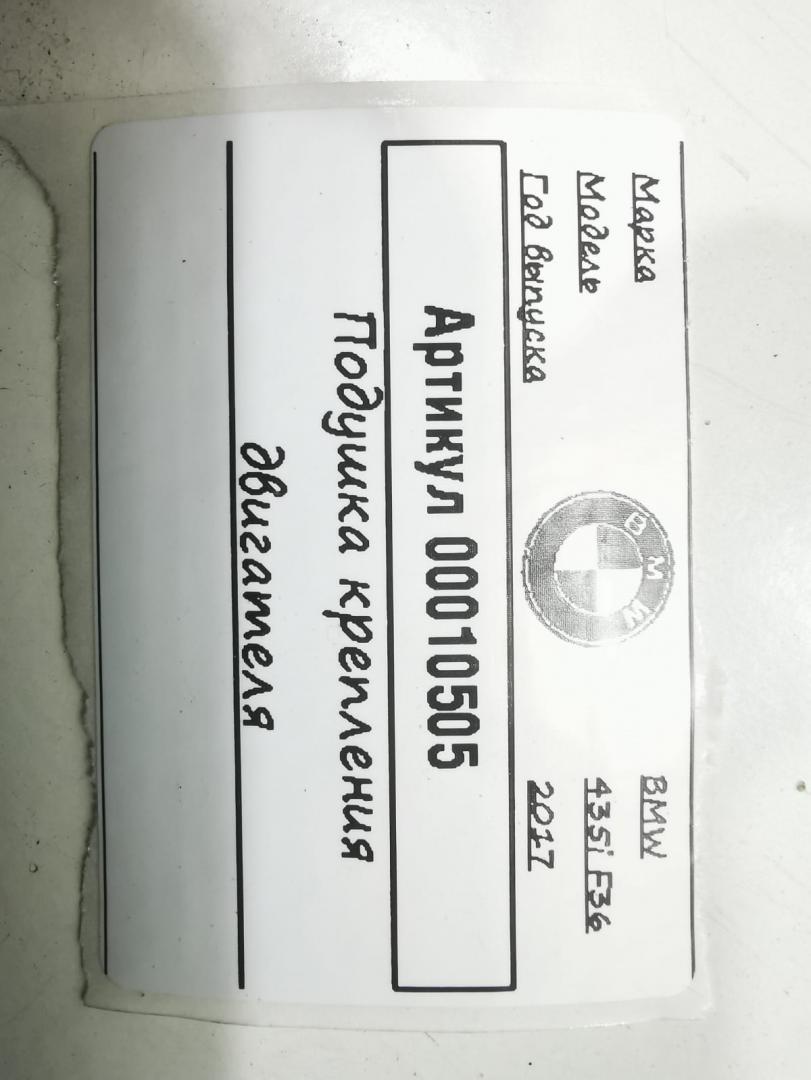 Марка BMW
Модель 435i F36
Год выпуска 2017
BMW
Артикул 00010505
Подушка крепления
двигателя